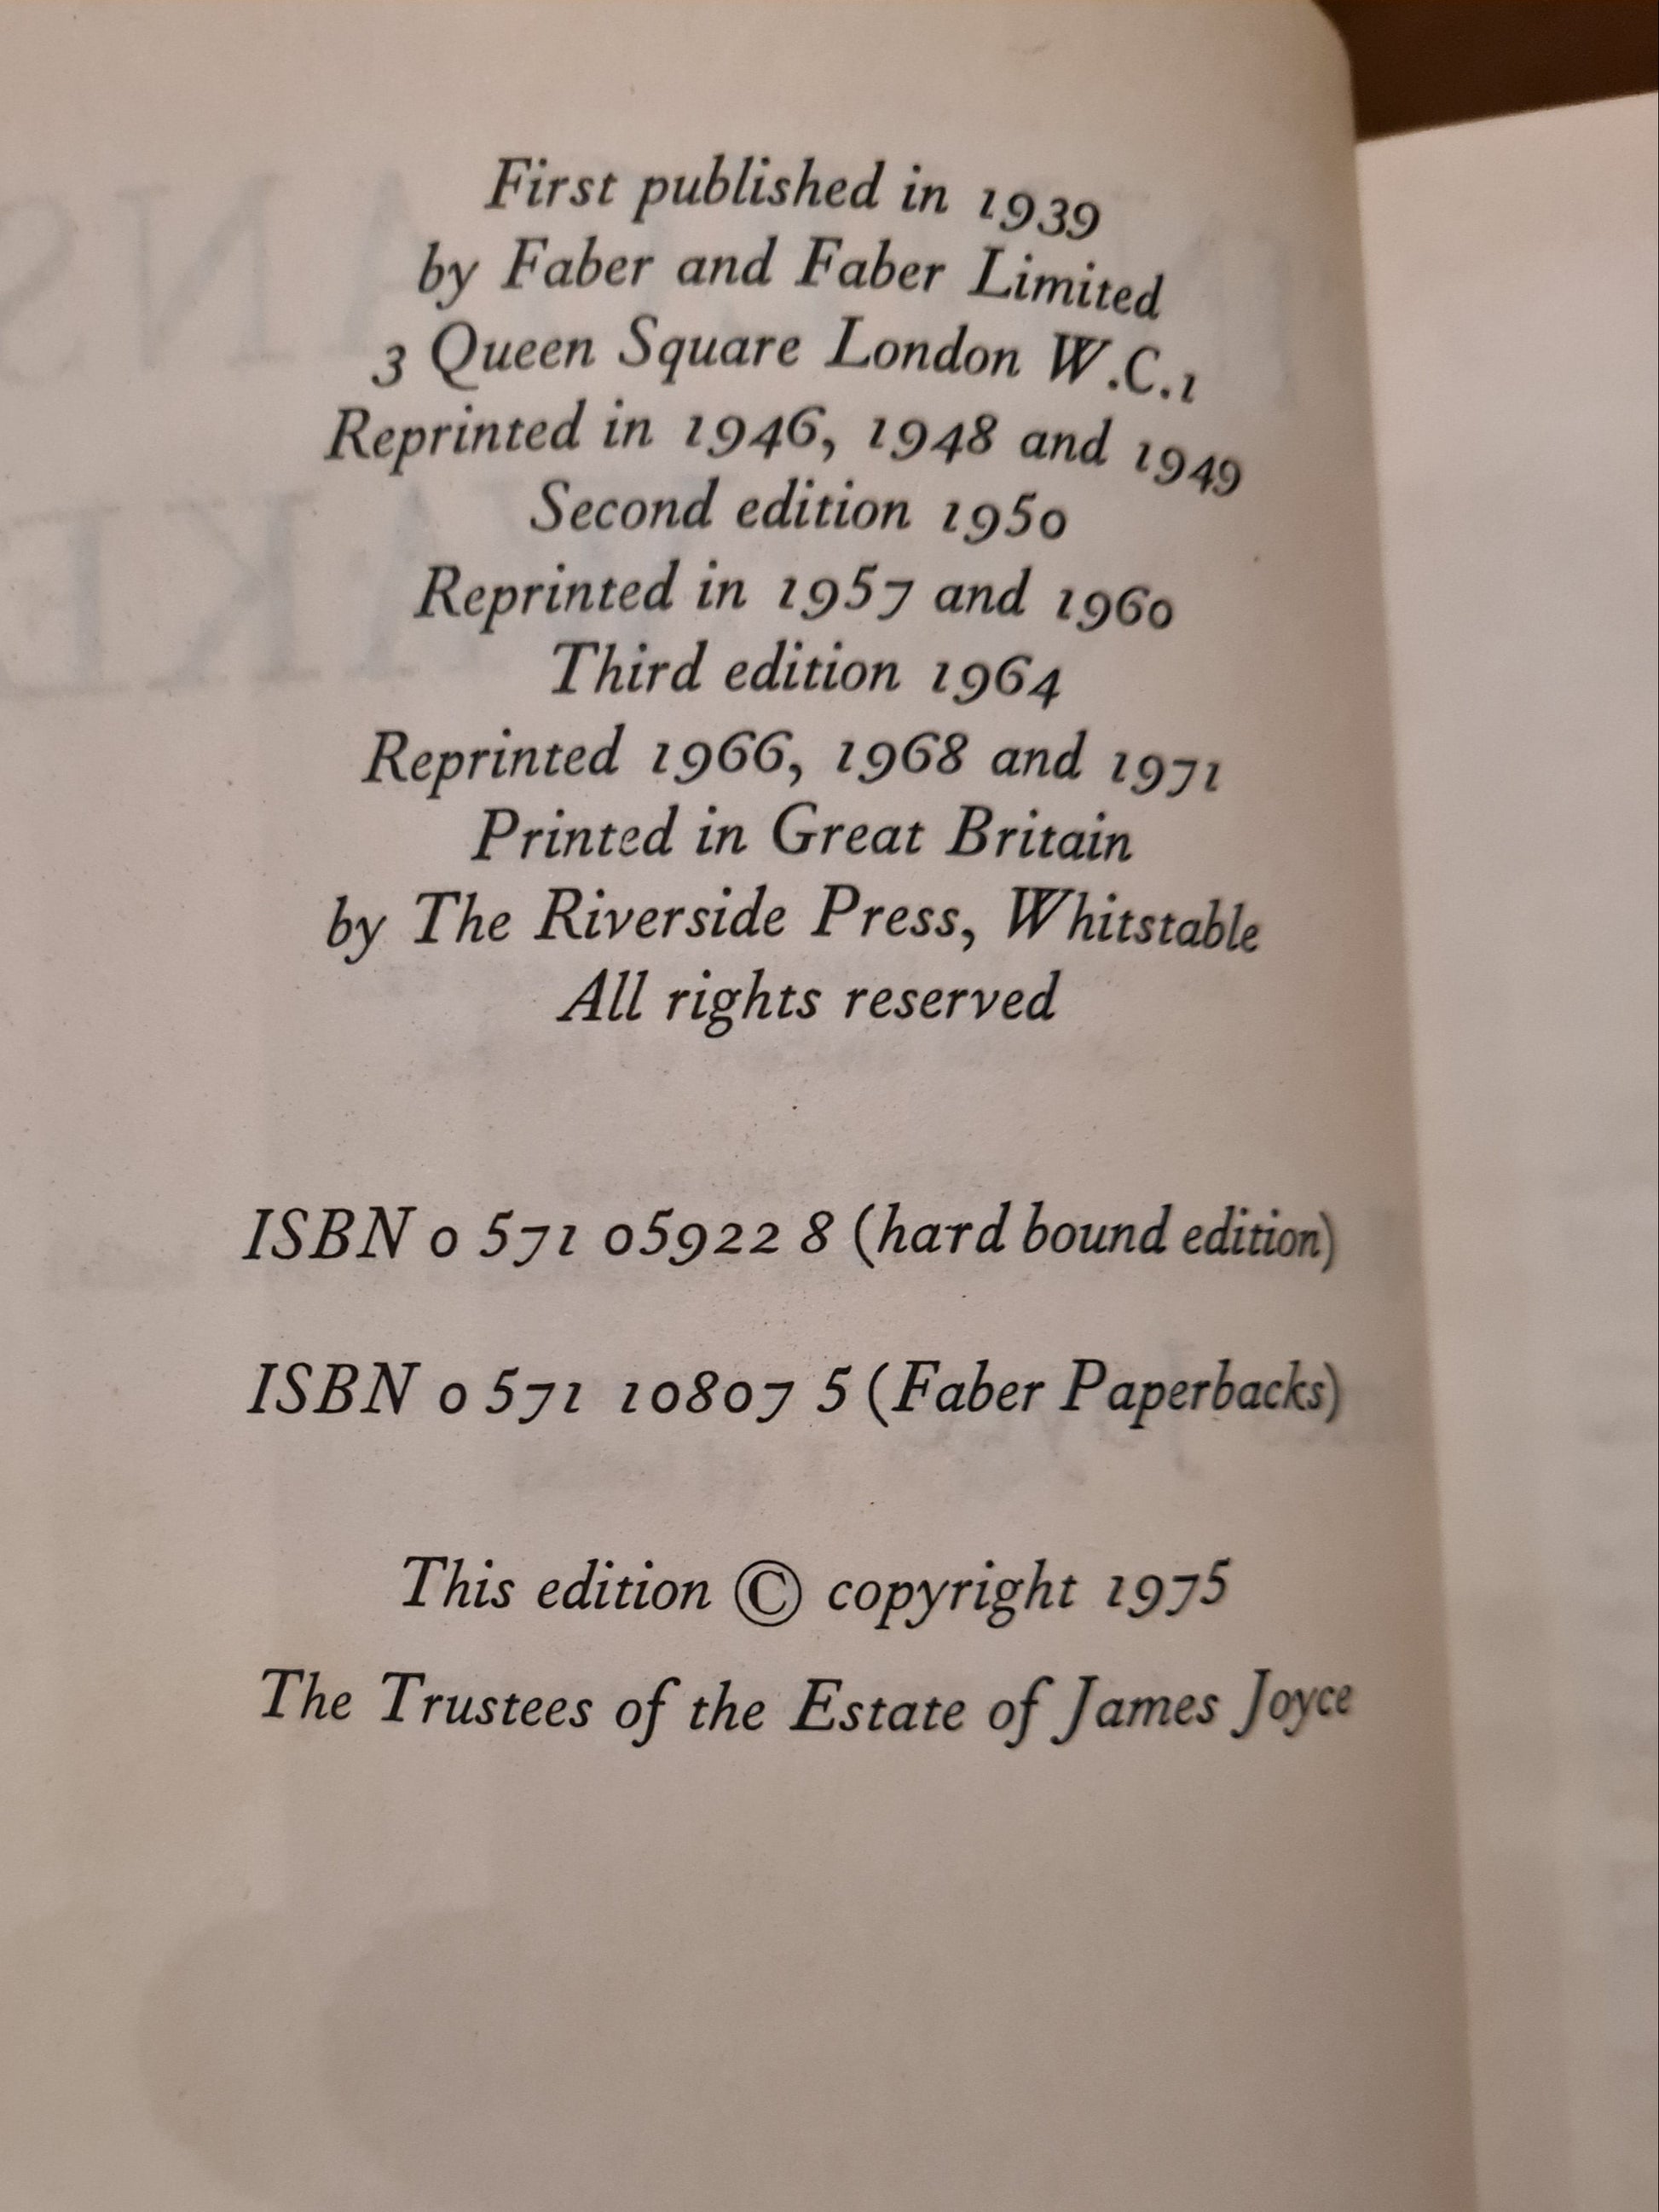 First published in 1939
by Faber and Faber Limited
3 Queen Square London W.C.1
Reprinted in 1946, 1948 and 1949
Second edition 1950
Reprinted in 1957 and 1960
Third edition 1964
Reprinted 1966, 1968 and 1971
Printed in Great Britain
by The Riverside Press, Whitstable
All rights reserved
ISBN 0 571 05922 8 (hard bound edition)
ISBN 0 571 10807 5 (Faber Paperbacks)
This edition © copyright 1975
The Trustees of the Estate of James Joyce